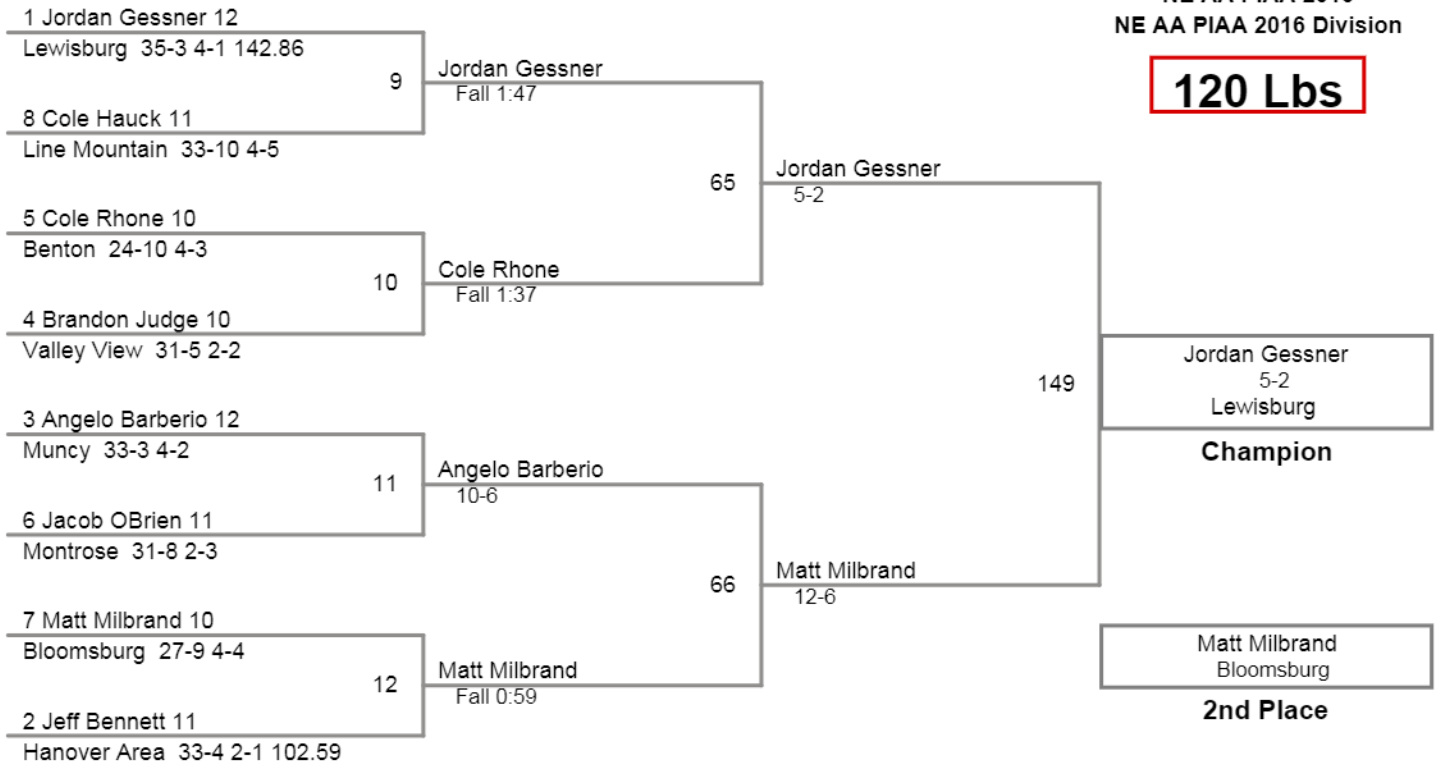 NE AA PIAA 2016 Division
120 Lbs
1 Jordan Gessner 12
Lewisburg 35-3 4-1 142.86
9
Jordan Gessner
Fall 1:47
8 Cole Hauck 11
Line Mountain 33-10 4-5
65
Jordan Gessner
5-2
5 Cole Rhone 10
Benton 24-10 4-3
10
Cole Rhone
Fall 1:37
4 Brandon Judge 10
Valley View 31-5 2-2
149
Jordan Gessner
5-2
Lewisburg
Champion
3 Angelo Barberio 12
Muncy 33-3 4-2
11
Angelo Barberio
10-6
6 Jacob OBrien 11
Montrose 31-8 2-3
66
Matt Milbrand
12-6
7 Matt Milbrand 10
Bloomsburg 27-9 4-4
12
Matt Milbrand
Fall 0:59
2 Jeff Bennett 11
Hanover Area 33-4 2-1 102.59
Matt Milbrand
Bloomsburg
2nd Place